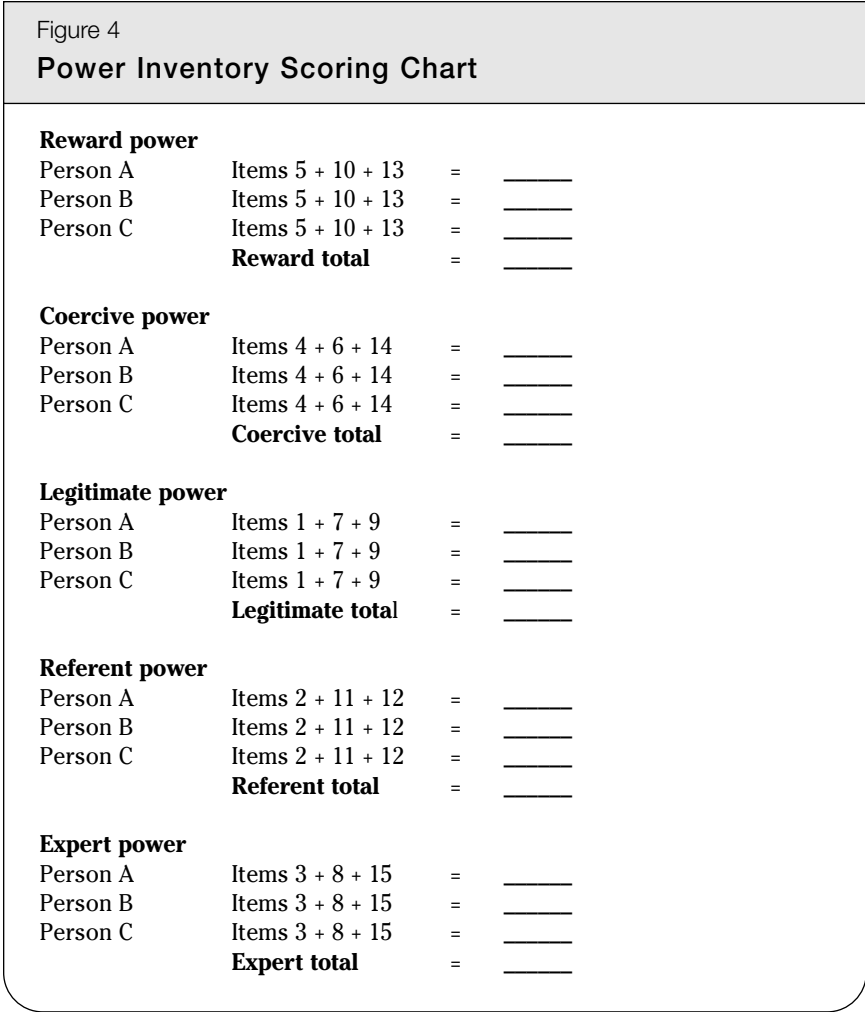 Figure 4
Power Inventory Scoring Chart
Reward power
Person A Items 5 + 10 + 13 = ______
Person B Items 5 + 10 + 13 = ______
Person C Items 5 + 10 + 13 = ______
Reward total = ______
Coercive power
Person A Items 4 + 6 + 14 = ______
Person B Items 4 + 6 + 14 = ______
Person C Items 4 + 6 + 14 = ______
Coercive total = ______
Legitimate power
Person A Items 1 + 7 + 9 = ______
Person B Items 1 + 7 + 9 = ______
Person C Items 1 + 7 + 9 = ______
Legitimate total = ______
Referent power
Person A Items 2 + 11 + 12 = ______
Person B Items 2 + 11 + 12 = ______
Person C Items 2 + 11 + 12 = ______
Referent total = ______
Expert power
Person A Items 3 + 8 + 15 = ______
Person B Items 3 + 8 + 15 = ______
Person C Items 3 + 8 + 15 = ______
Expert total = ______